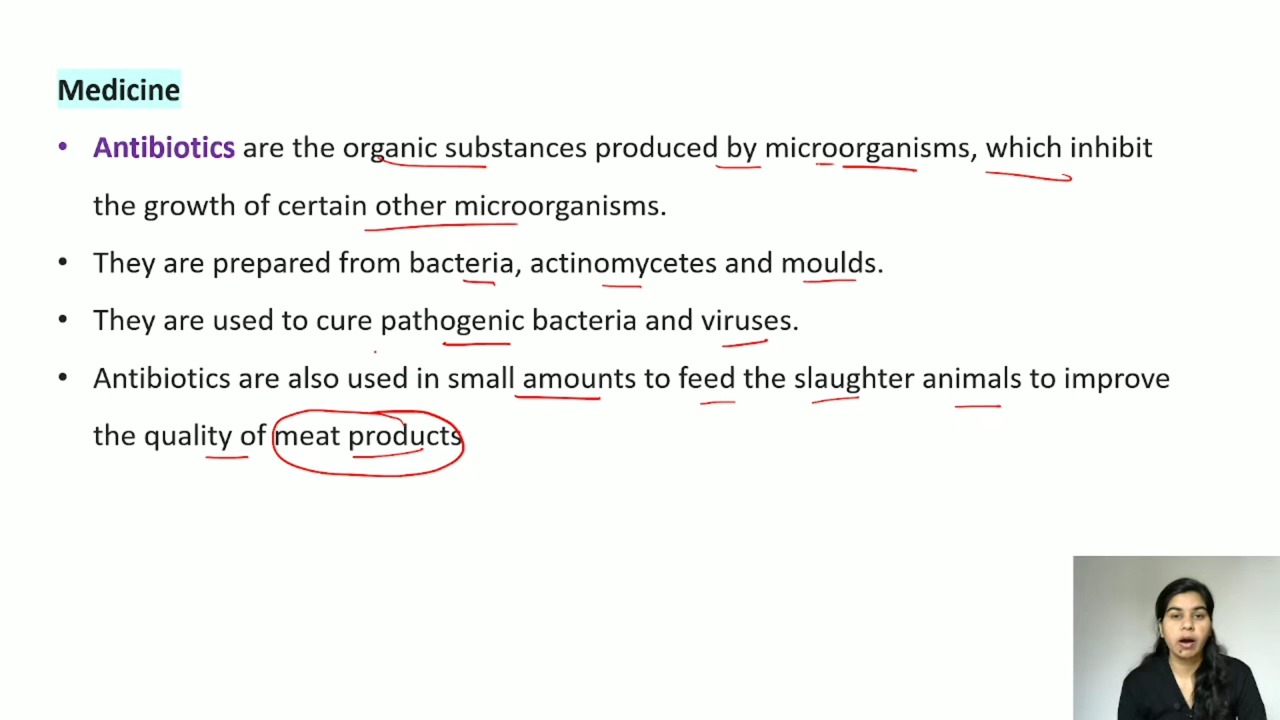 Medicine
• Antibiotics are the organic substances produced by microorganisms, which inhibit
the growth of certain other microorganisms.
• They are prepared from bacteria, actinomycetes and moulds.
• They are used to cure pathogenic bacteria and viruses.
• Antibiotics are also used in small amounts to feed the slaughter animals to improve
the quality of meat products